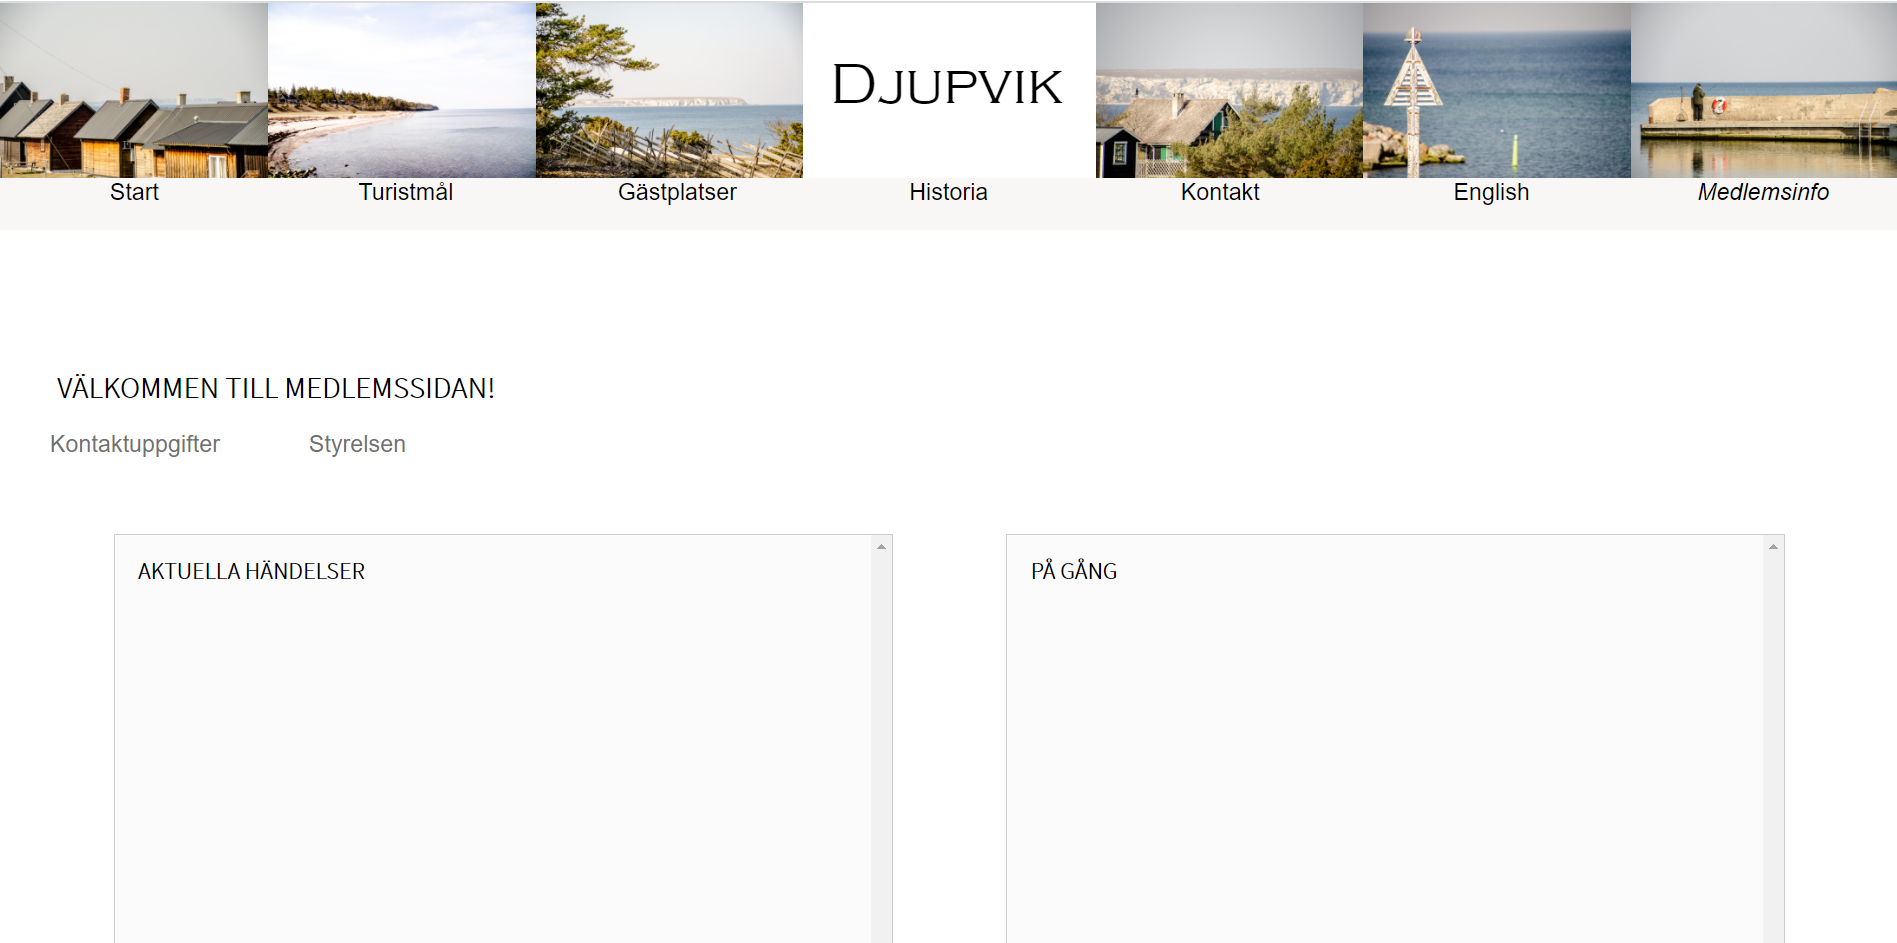 Djupvik
Start Turistmål Gästplatser Historia Kontakt English Medlemsinfo
VÄLKOMMEN TILL MEDLEMSSIDAN!
Kontaktuppgifter Styrelsen
AKTUELLA HÄNDELSER
PÅ GÅNG